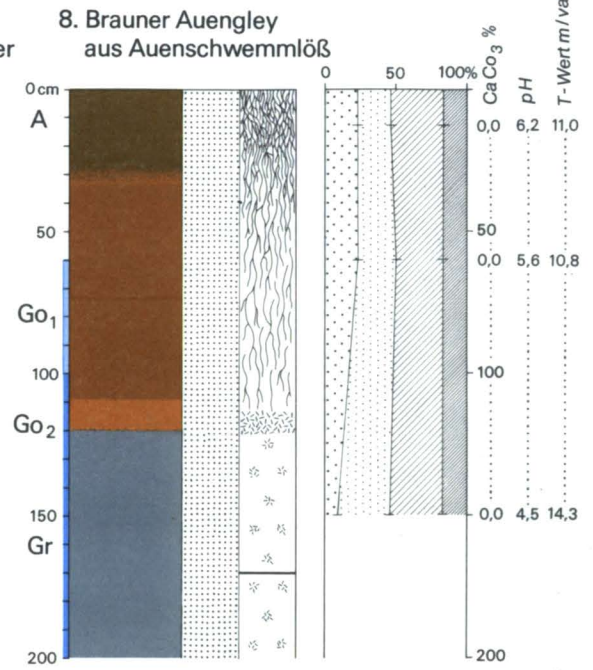 8. Brauner Auengley
er aus Auenschwemmlöß
0 50 100% CaCo3 % pH T-Wert m/va
0 cm
A 0,0 6,2 11,0
50 50
0,0 5,6 10,8
Go1
100 100
Go2
150 0,0 4,5 14,3
Gr
200 200